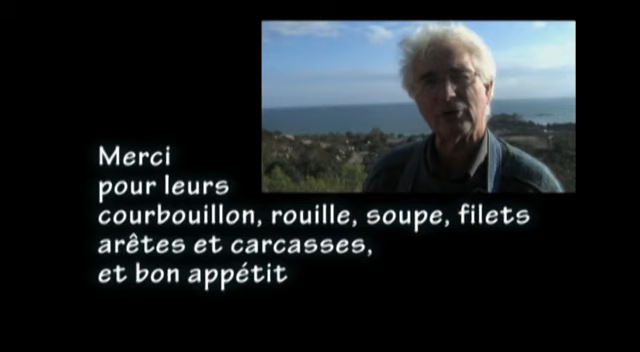 Merci
pour leurs
courbouillon, rouille, soupe, filets
arêtes et carcasses,
et bon appétit